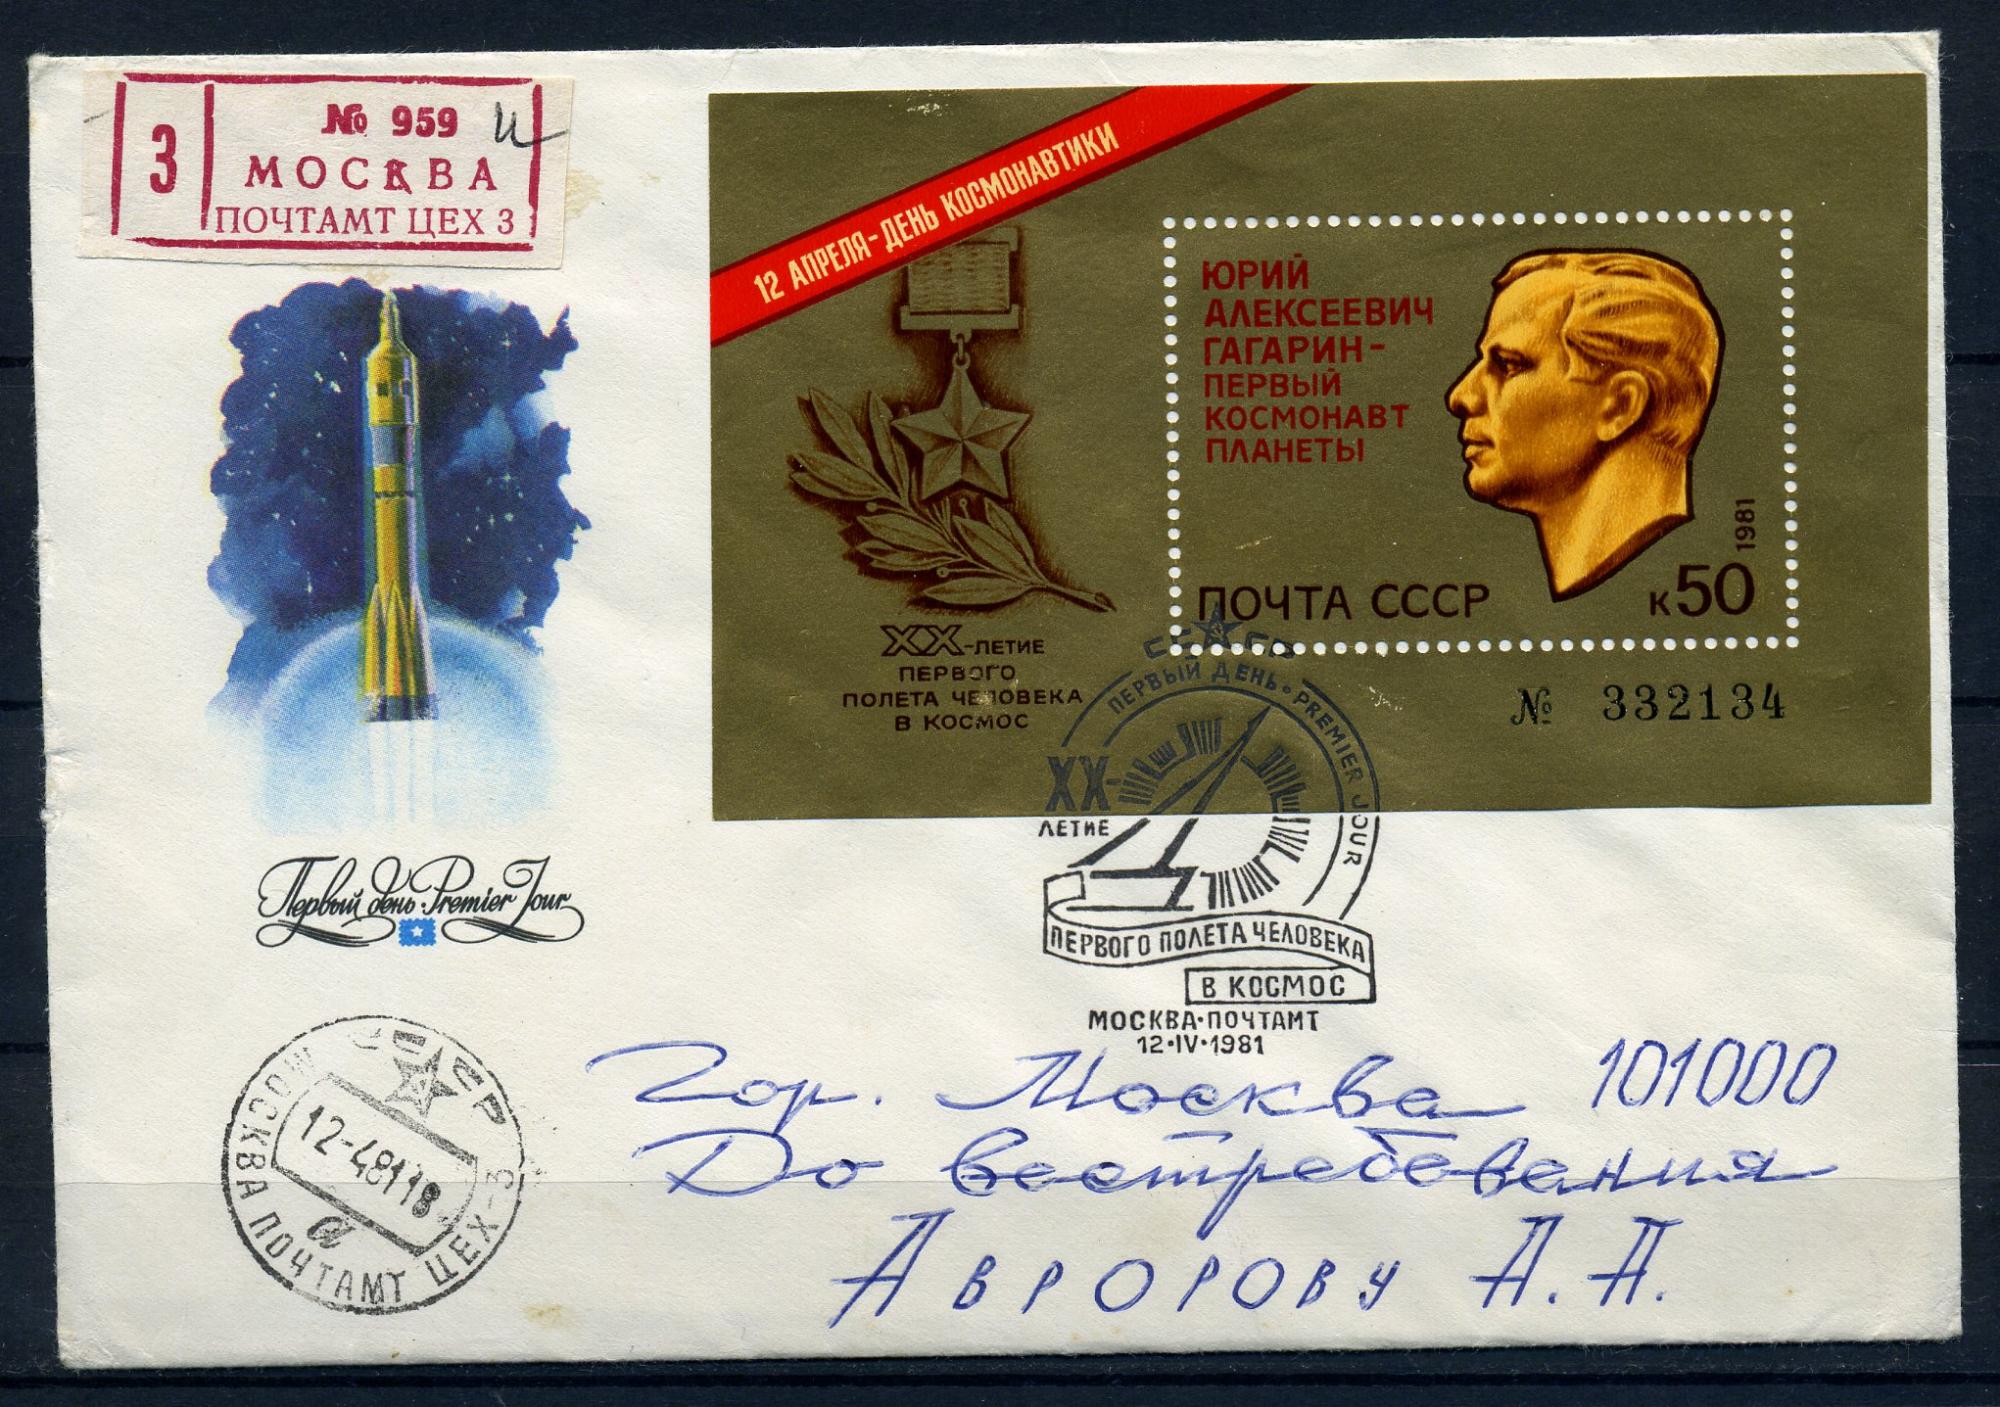 № 959 и
З
МОСКВА
ПОЧТАМТ ЦЕХ 3
12 АПРЕЛЯ-ДЕНЬ КОСМОНАВТИКИ
ЮРИЙ
АЛЕКСЕЕВИЧ
ГАГАРИН-
ПЕРВЫЙ
КОСМОНАВТ
ПЛАНЕТЫ
1981
ПОЧТА СССР
к50
XX-ЛЕТИЕ
ПЕРВОГО
ПОЛЕТА ЧЕЛОВЕКА
В КОСМОС
№ 332134
СССР
ПЕРВЫЙ ДЕНЬ • PREMIER JOUR
XX-
ЛЕТИЕ
ПЕРВОГО ПОЛЕТА ЧЕЛОВЕКА
В КОСМОС
МОСКВА•ПОЧТАМТ
12•IV•1981
Первый день • Premier Jour
СССР
МОСКВА ПОЧТАМТ ЦЕХ-3
12-48118
а
Гор. Москва 101000
До востребования
Авророву А. А.